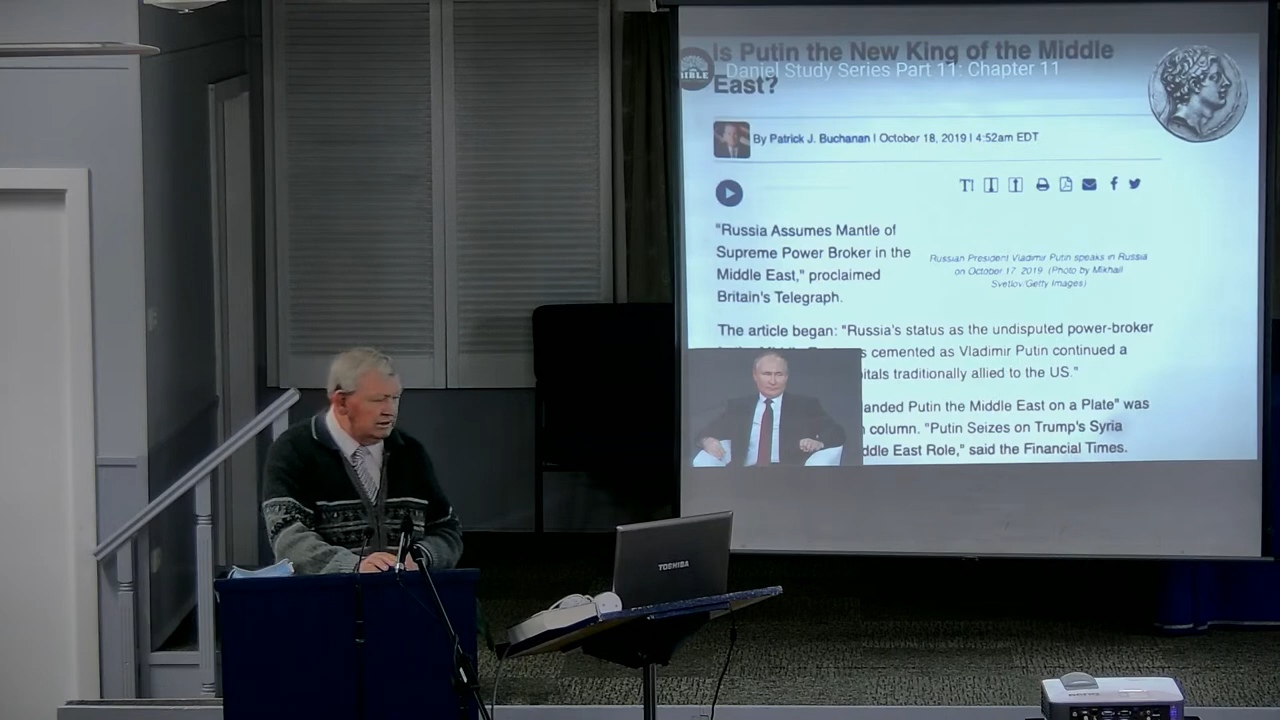 Is Putin the New King of the Middle
BIBLE
Daniel Study Series Part 11: Chapter 11
East?
By Patrick J. Buchanan | October 18, 2019 | 4:52am EDT
"Russia Assumes Mantle of
Supreme Power Broker in the
Middle East," proclaimed
Britain's Telegraph.
Russian President Vladimir Putin speaks in Russia
on October 17, 2019. (Photo by Mikhail
Svetlov/Getty Images)
The article began: "Russia's status as the undisputed power-broker
s cemented as Vladimir Putin continued a
itals traditionally allied to the US."
anded Putin the Middle East on a Plate" was
column. "Putin Seizes on Trump's Syria
ddle East Role," said the Financial Times.
TOSHIBA